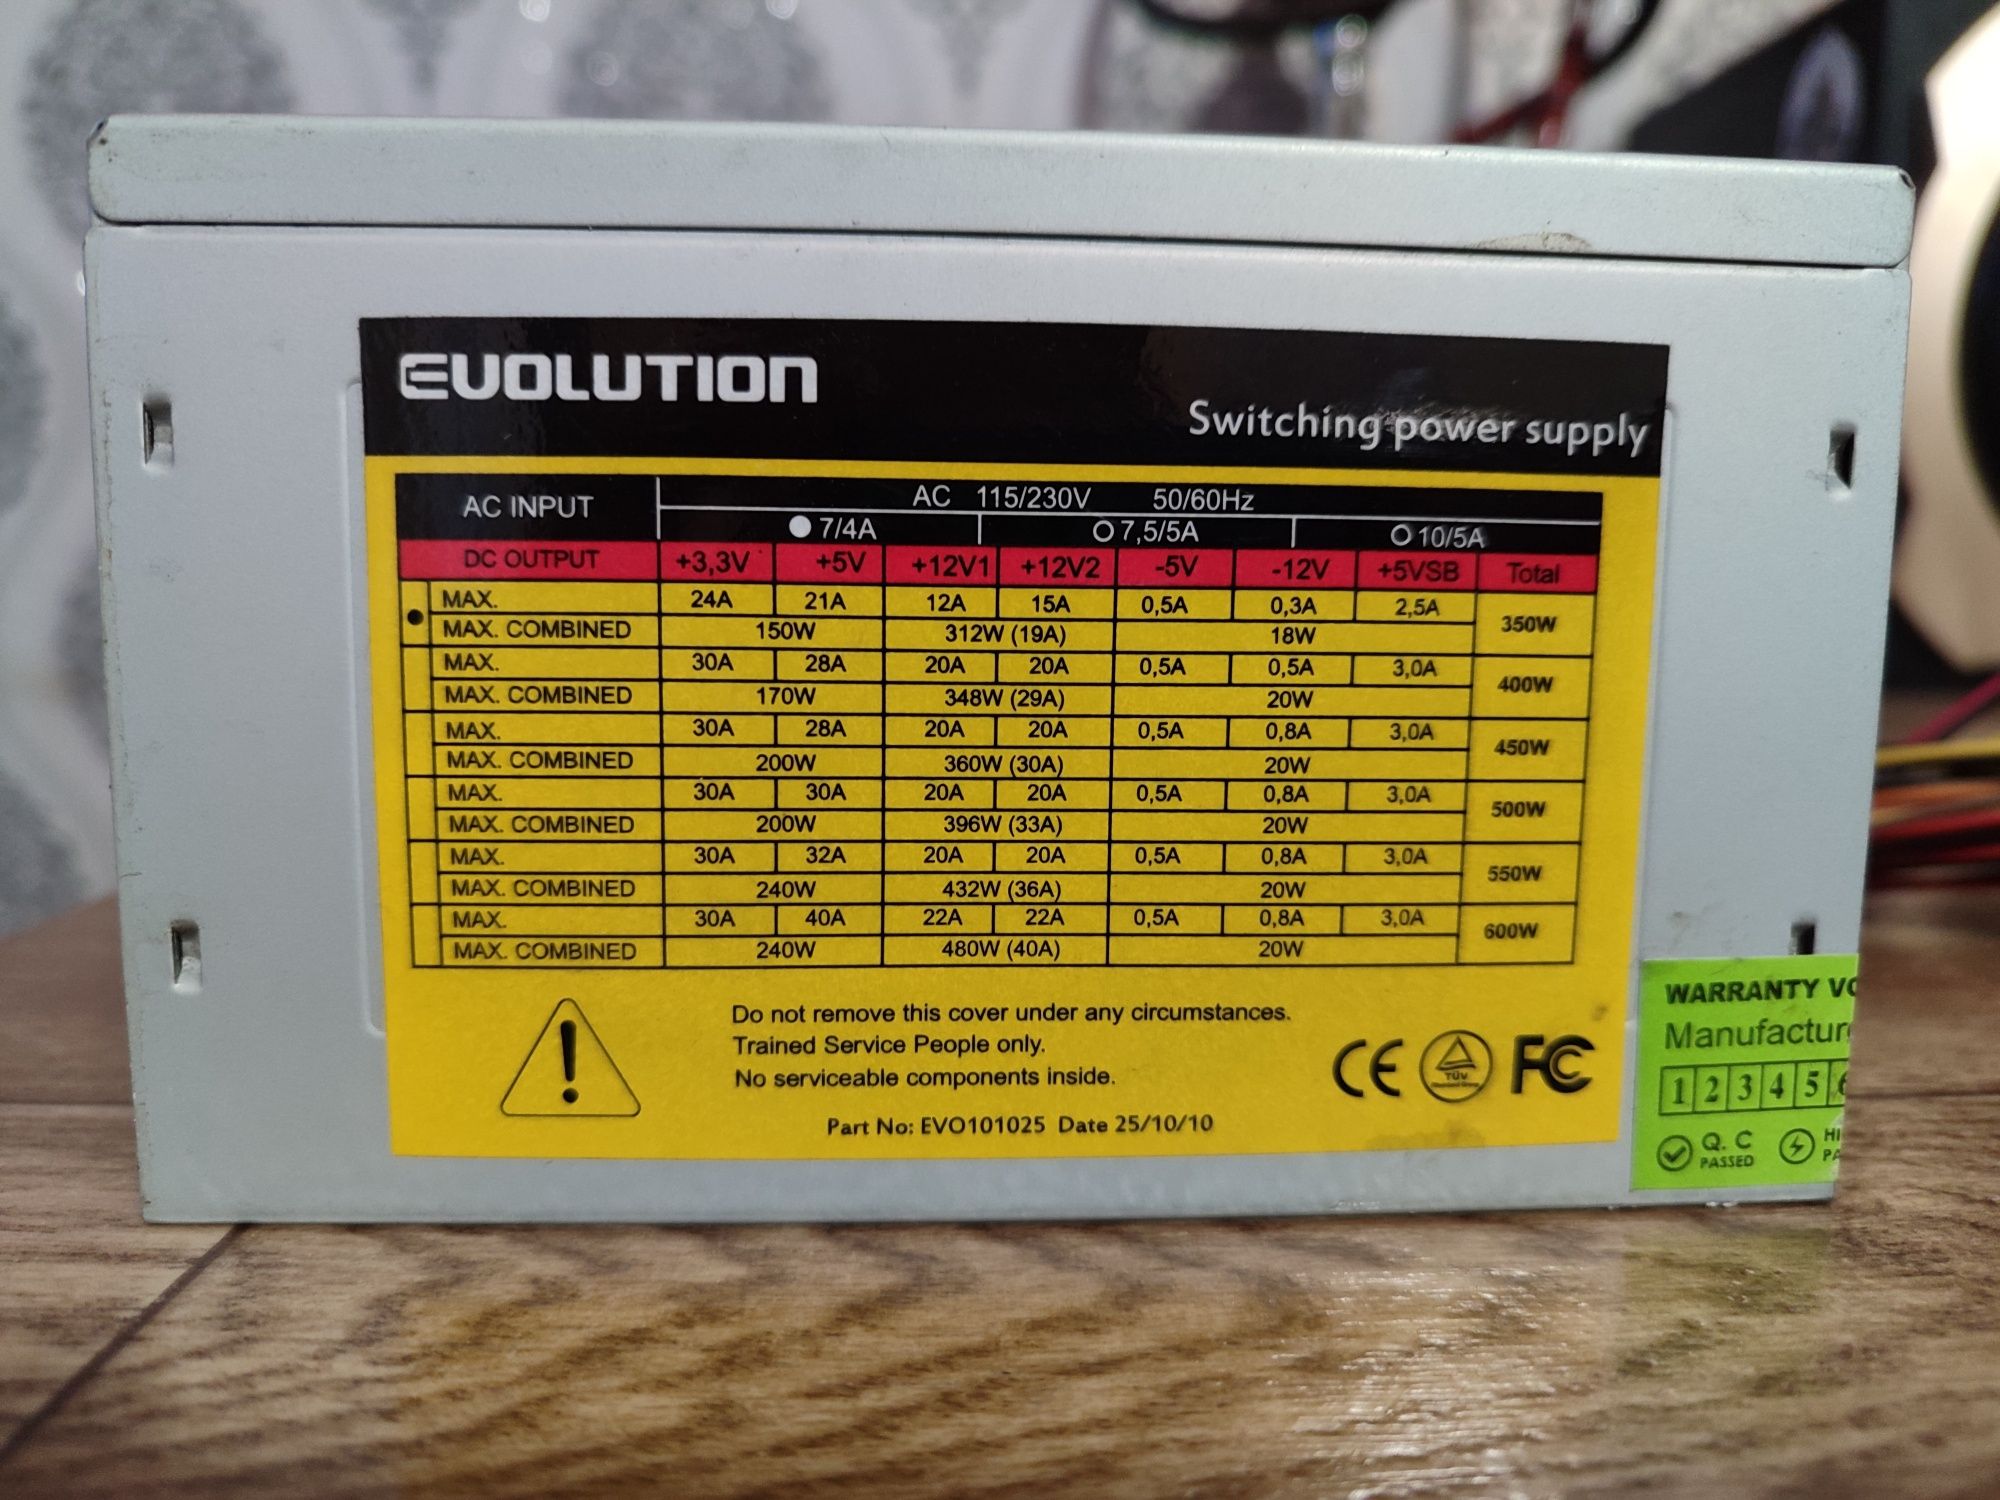 EVOLUTION
Switching power supply
AC INPUT AC 115/230V 50/60Hz
7/4A 7,5/5A 10/5A
DC OUTPUT +3,3V +5V +12V1 +12V2 -5V -12V +5VSB Total
MAX. 24A 21A 12A 15A 0,5A 0,3A 2,5A 350W
MAX. COMBINED 150W 312W (19A) 18W
MAX. 30A 28A 20A 20A 0,5A 0,5A 3,0A 400W
MAX. COMBINED 170W 348W (29A) 20W
MAX. 30A 28A 20A 20A 0,5A 0,8A 3,0A 450W
MAX. COMBINED 200W 360W (30A) 20W
MAX. 30A 30A 20A 20A 0,5A 0,8A 3,0A 500W
MAX. COMBINED 200W 396W (33A) 20W
MAX. 30A 32A 20A 20A 0,5A 0,8A 3,0A 550W
MAX. COMBINED 240W 432W (36A) 20W
MAX. 30A 40A 22A 22A 0,5A 0,8A 3,0A 600W
MAX. COMBINED 240W 480W (40A) 20W
Do not remove this cover under any circumstances.
Trained Service People only.
No serviceable components inside.
CE TÜV FC
Part No: EVO101025 Date 25/10/10
WARRANTY
Manufactur
1 2 3 4 5
Q. C
PASSED